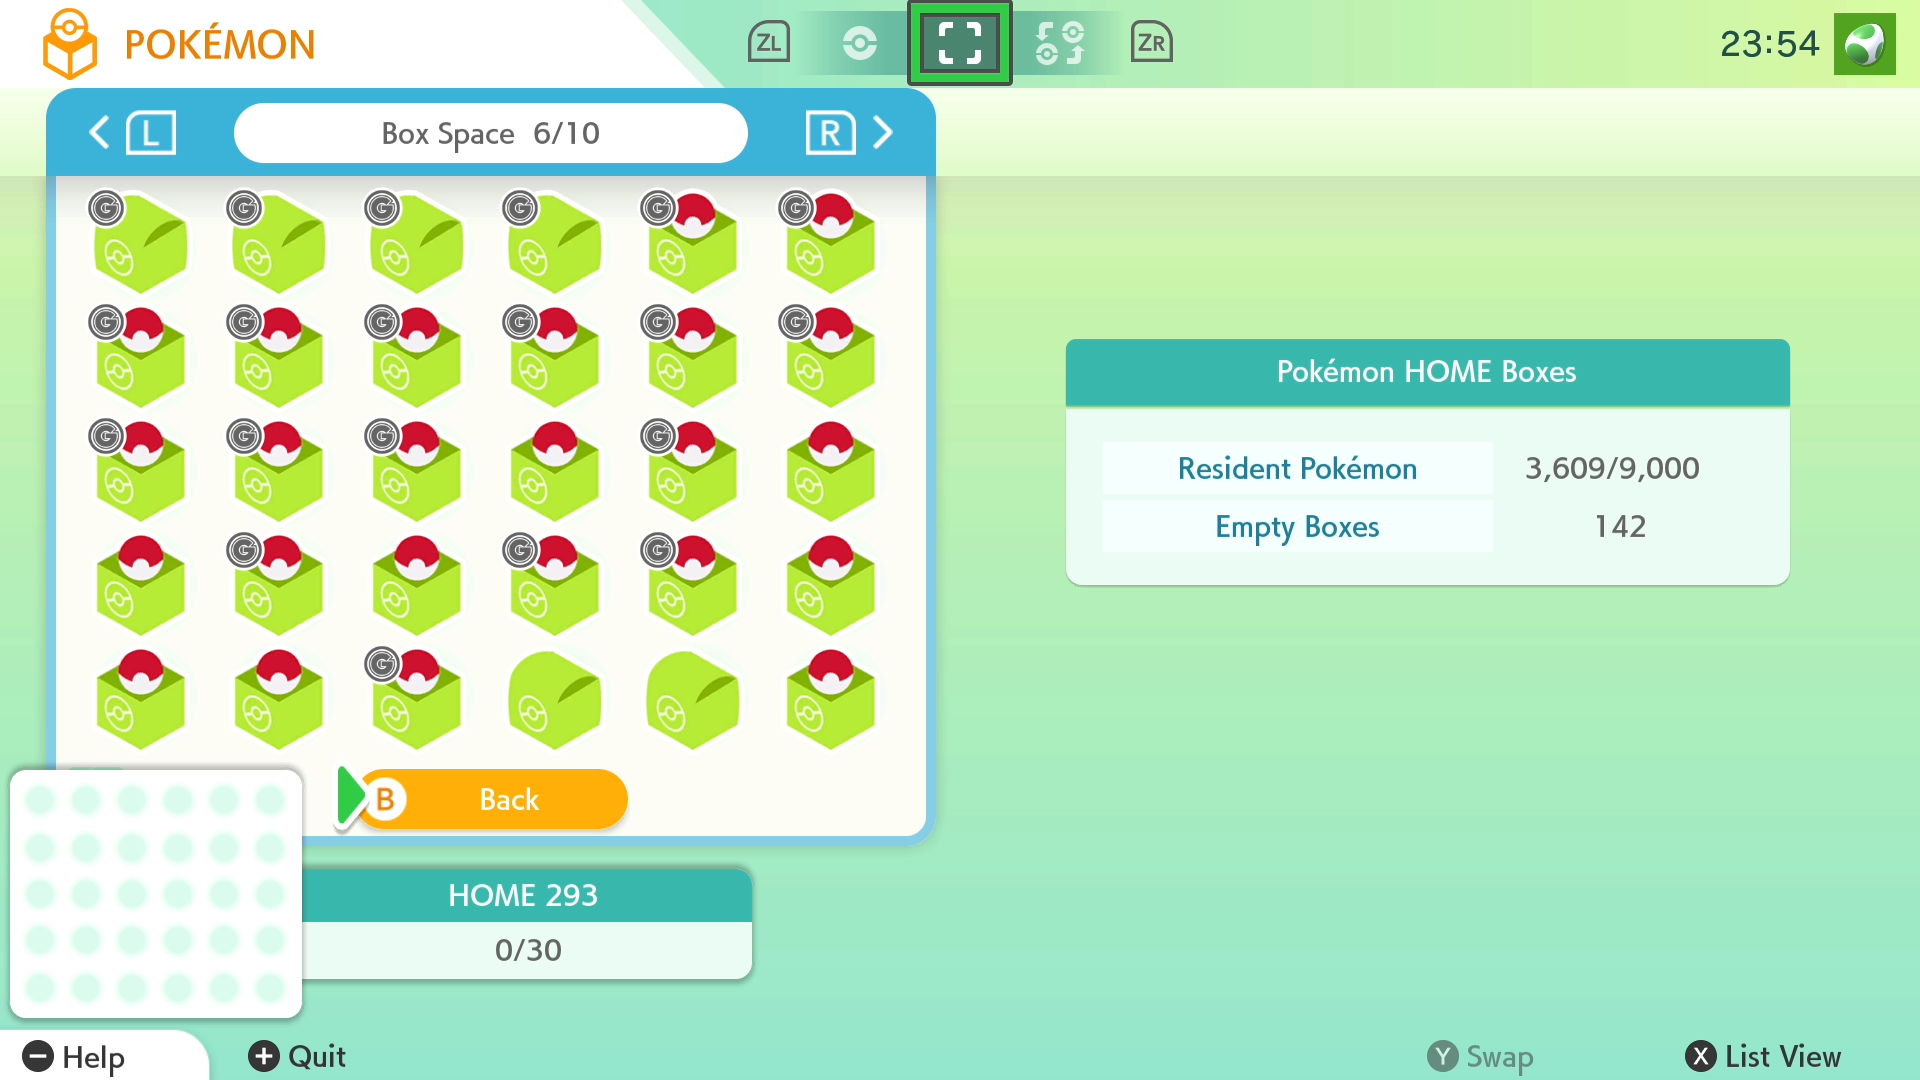 POKÉMON
ZL
ZR
23:54
L
Box Space 6/10
R
Pokémon HOME Boxes
Resident Pokémon 3,609/9,000
Empty Boxes 142
B Back
HOME 293
0/30
Help
Quit
Y Swap
X List View